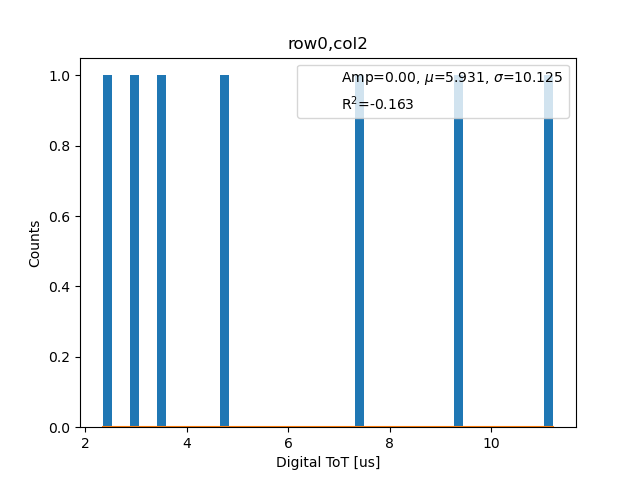 row0,col2
Amp=0.00, μ=5.931, σ=10.125
R²=-0.163
Counts
1.0
0.8
0.6
0.4
0.2
0.0
2 4 6 8 10
Digital ToT [us]